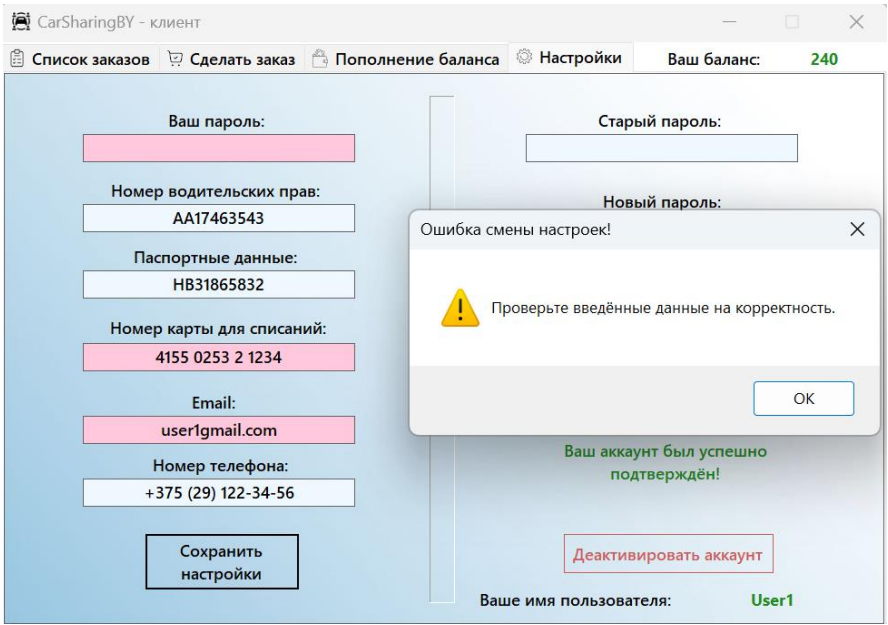 CarSharingBY - клиент
Список заказов Сделать заказ Пополнение баланса Настройки Ваш баланс: 240
Ваш пароль:
Номер водительских прав:
AA17463543
Паспортные данные:
HB31865832
Номер карты для списаний:
4155 0253 2 1234
Email:
user1gmail.com
Номер телефона:
+375 (29) 122-34-56
Сохранить
настройки
Старый пароль:
Новый пароль:
Ошибка смены настроек!
Проверьте введённые данные на корректность.
OK
Ваш аккаунт был успешно
подтверждён!
Деактивировать аккаунт
Ваше имя пользователя: User1